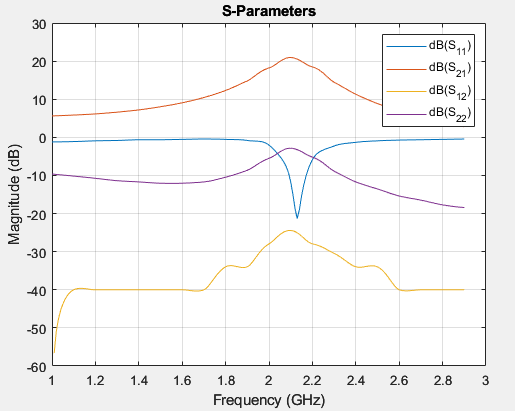 S-Parameters
30
20
10
0
-10
-20
-30
-40
-50
-60
Magnitude (dB)
dB(S11)
dB(S21)
dB(S12)
dB(S22)
1 1.2 1.4 1.6 1.8 2 2.2 2.4 2.6 2.8 3
Frequency (GHz)